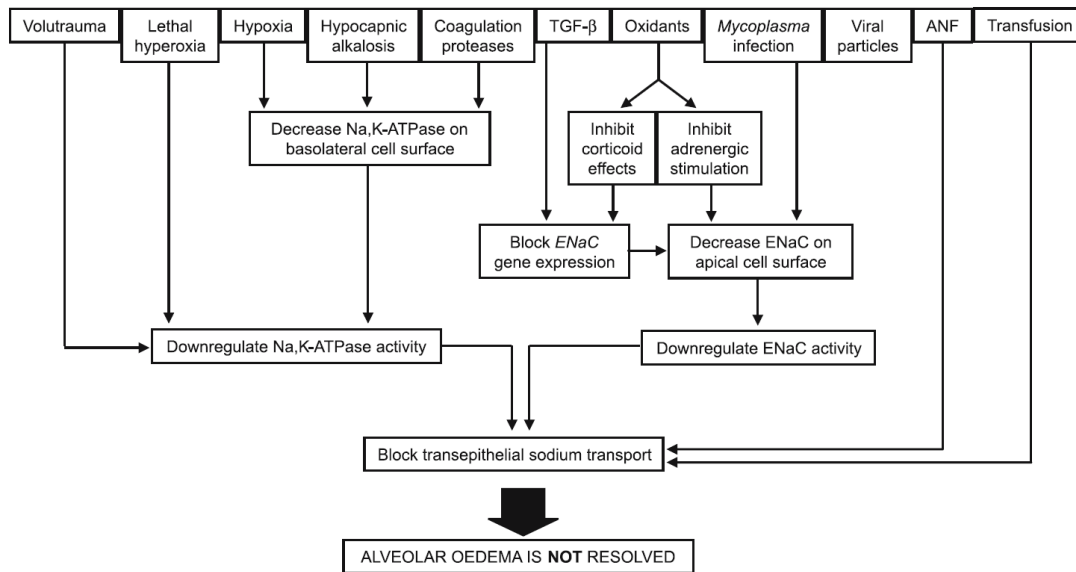 Volutrauma
Lethal
hyperoxia
Hypoxia
Hypocapnic
alkalosis
Coagulation
proteases
TGF-β
Oxidants
Mycoplasma
infection
Viral
particles
ANF
Transfusion
Decrease Na,K-ATPase on
basolateral cell surface
Inhibit
corticoid
effects
Inhibit
adrenergic
stimulation
Block ENaC
gene expression
Decrease ENaC on
apical cell surface
Downregulate Na,K-ATPase activity
Downregulate ENaC activity
Block transepithelial sodium transport
ALVEOLAR OEDEMA IS NOT RESOLVED